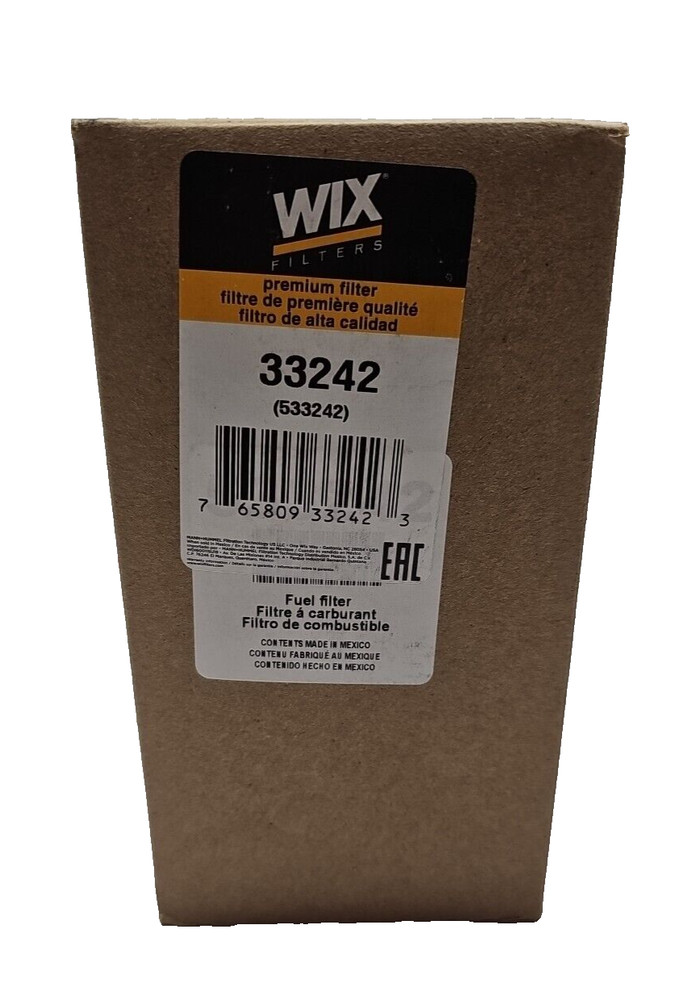 WIX
FILTERS
premium filter
filtre de première qualité
filtro de alta calidad
33242
(533242)
7 65809 33242 3
EAC
Fuel filter
Filtre á carburant
Filtro de combustible
CONTENTS MADE IN MEXICO
CONTENU FABRIQUÉ AU MEXIQUE
CONTENIDO HECHO EN MEXICO